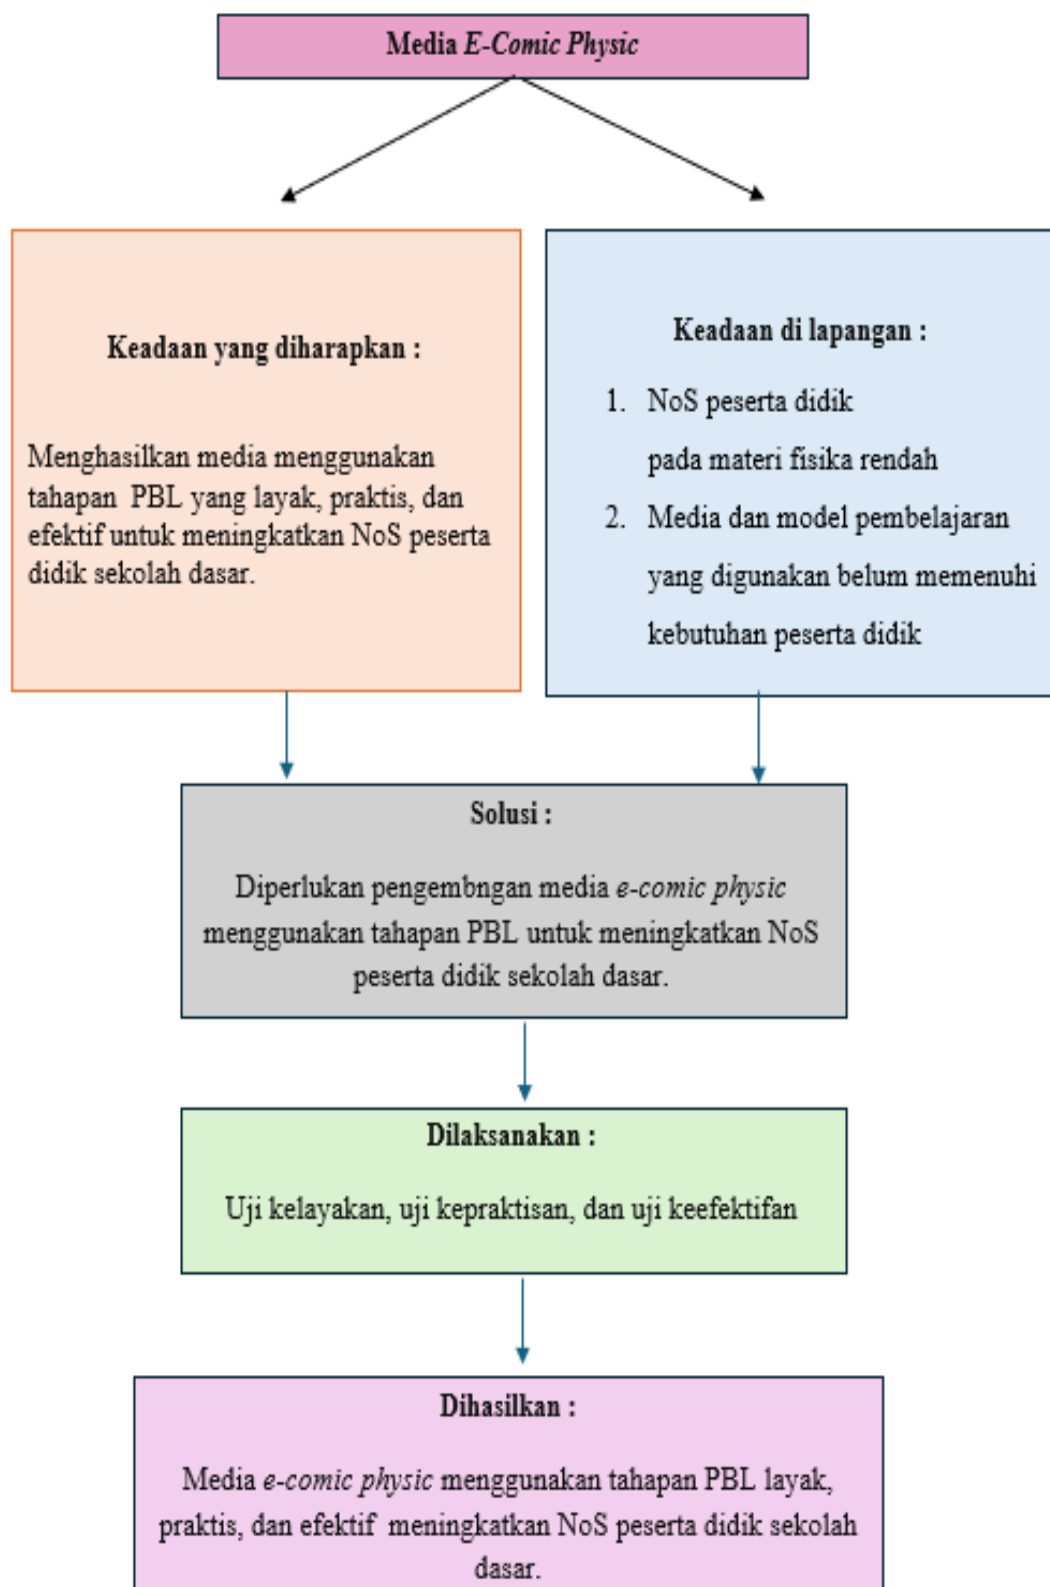 Media E-Comic Physic
Keadaan yang diharapkan :
Menghasilkan media menggunakan
tahapan PBL yang layak, praktis, dan
efektif untuk meningkatkan NoS peserta
didik sekolah dasar.
Keadaan di lapangan :
1. NoS peserta didik
pada materi fisika rendah
2. Media dan model pembelajaran
yang digunakan belum memenuhi
kebutuhan peserta didik
Solusi :
Diperlukan pengembngan media e-comic physic
menggunakan tahapan PBL untuk meningkatkan NoS
peserta didik sekolah dasar.
Dilaksanakan :
Uji kelayakan, uji kepraktisan, dan uji keefektifan
Dihasilkan :
Media e-comic physic menggunakan tahapan PBL layak,
praktis, dan efektif meningkatkan NoS peserta didik sekolah
dasar.